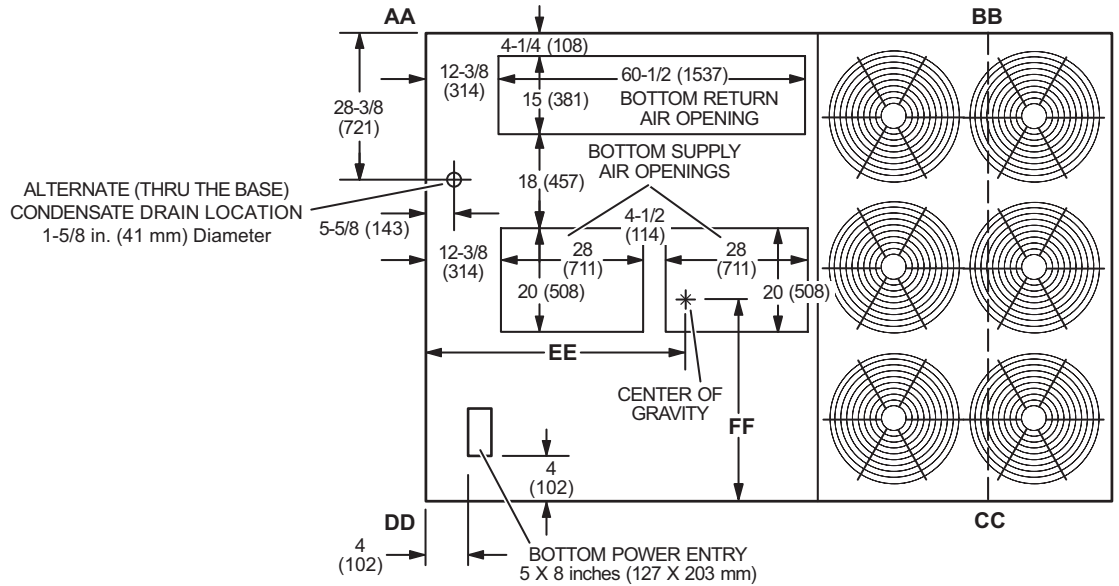 AA
BB
4-1/4 (108)
12-3/8
(314)
60-1/2 (1537)
28-3/8
(721)
15 (381)
BOTTOM RETURN
AIR OPENING
BOTTOM SUPPLY
AIR OPENINGS
18 (457)
ALTERNATE (THRU THE BASE)
CONDENSATE DRAIN LOCATION
1-5/8 in. (41 mm) Diameter
5-5/8 (143)
4-1/2
(114)
12-3/8
(314)
28
(711)
28
(711)
20 (508)
20 (508)
EE
CENTER OF
GRAVITY
FF
4
(102)
DD
CC
4
(102)
BOTTOM POWER ENTRY
5 X 8 inches (127 X 203 mm)